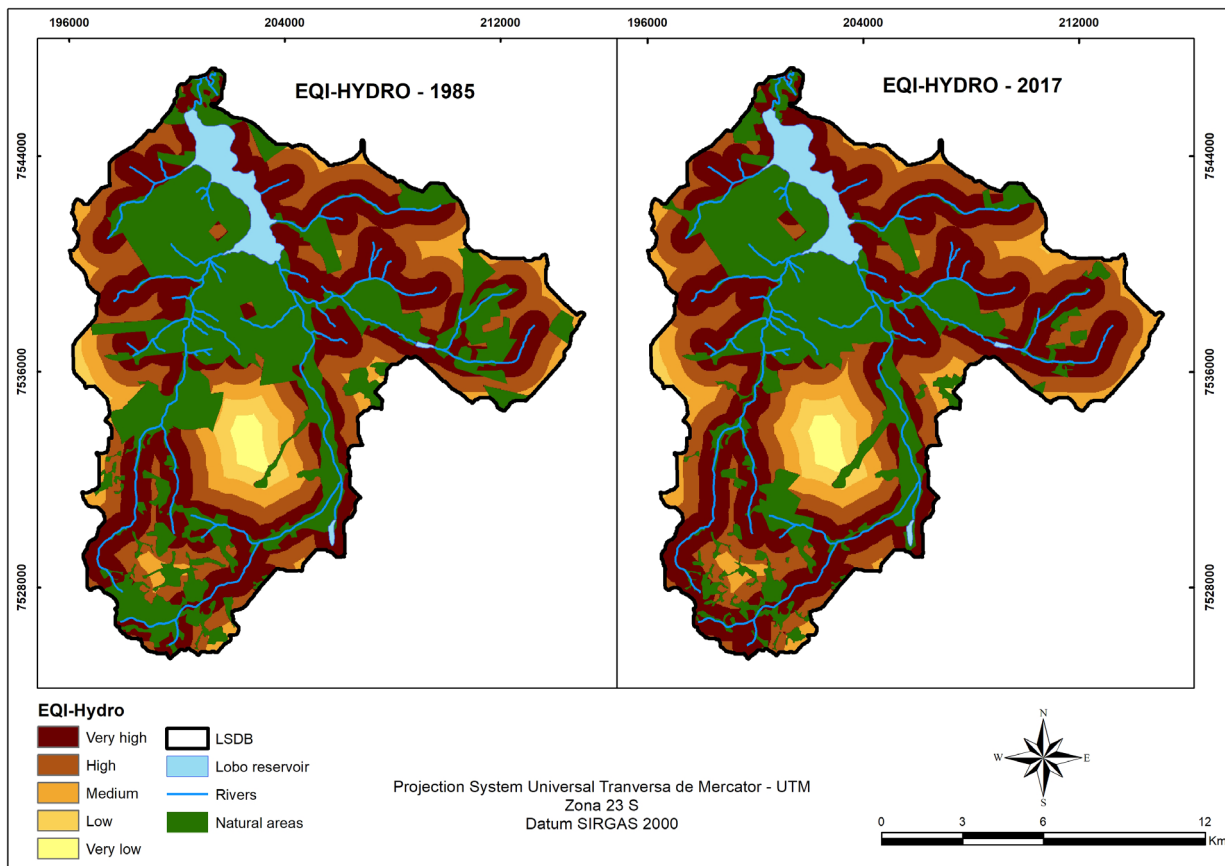 196000 204000 212000 196000 204000 212000
EQI-HYDRO - 1985
EQI-HYDRO - 2017
7544000
7536000
7528000
7544000
7536000
7528000
EQI-Hydro
Very high
High
Medium
Low
Very low
LSDB
Lobo reservoir
Rivers
Natural areas
Projection System Universal Tranversa de Mercator - UTM
Zona 23 S
Datum SIRGAS 2000
N
W E
S
0 3 6 12
Km